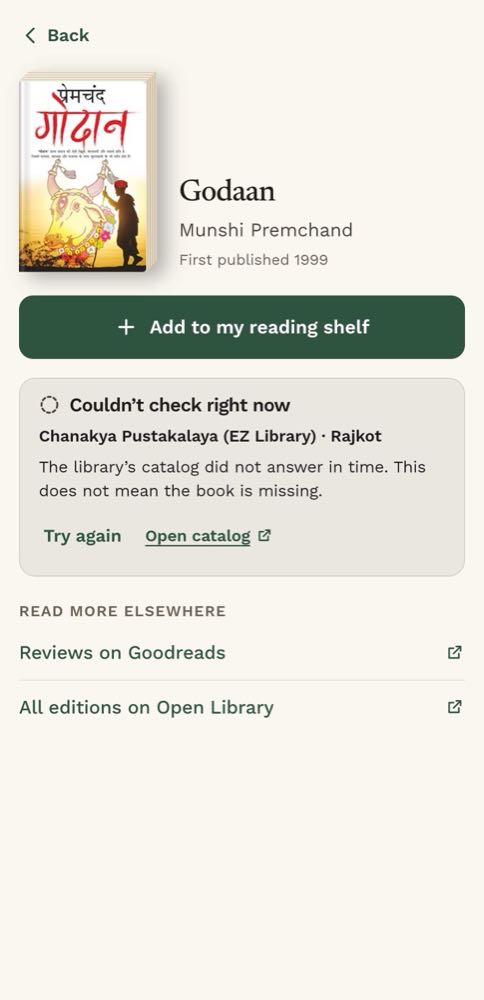 Back
प्रेमचंद
गोदान
Godaan
Munshi Premchand
First published 1999
Add to my reading shelf
Couldn’t check right now
Chanakya Pustakalaya (EZ Library) · Rajkot
The library’s catalog did not answer in time. This
does not mean the book is missing.
Try again
Open catalog
READ MORE ELSEWHERE
Reviews on Goodreads
All editions on Open Library